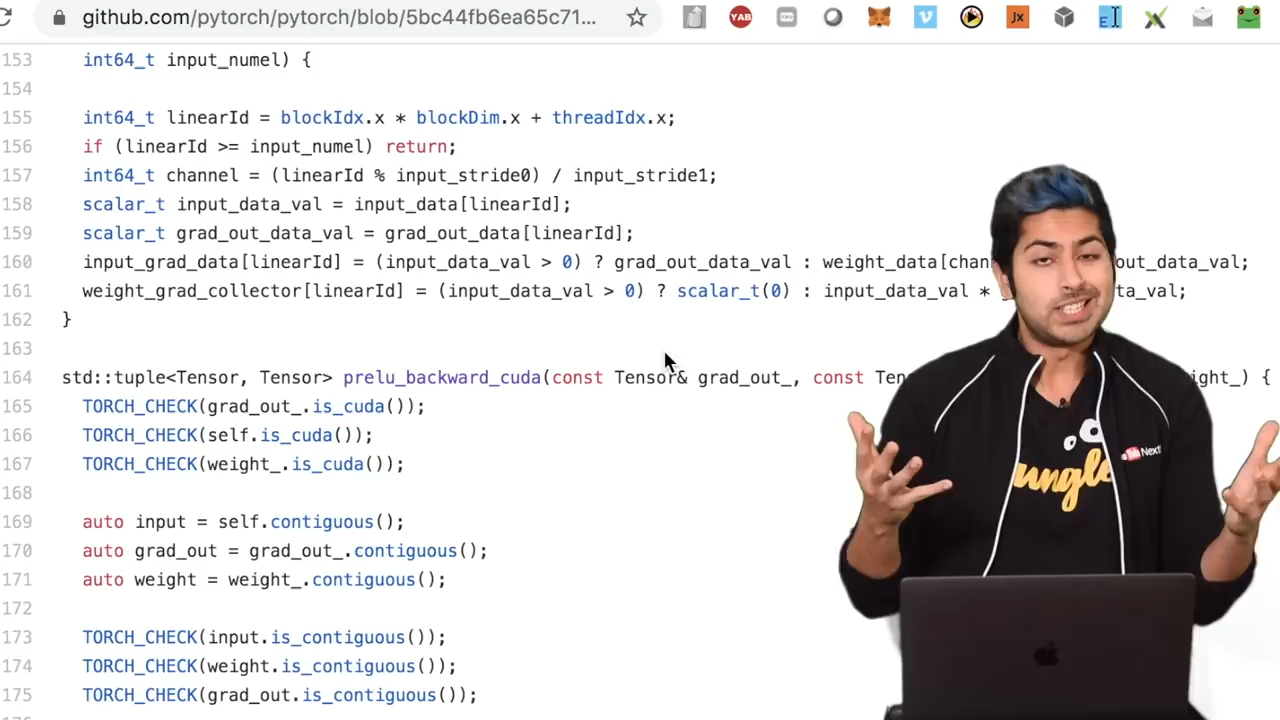 github.com/pytorch/pytorch/blob/5bc44fb6ea65c71...
YAB
Jx
153 int64_t input_numel) {
154
155 int64_t linearId = blockIdx.x * blockDim.x + threadIdx.x;
156 if (linearId >= input_numel) return;
157 int64_t channel = (linearId % input_stride0) / input_stride1;
158 scalar_t input_data_val = input_data[linearId];
159 scalar_t grad_out_data_val = grad_out_data[linearId];
160 input_grad_data[linearId] = (input_data_val > 0) ? grad_out_data_val : weight_data[chan out_data_val;
161 weight_grad_collector[linearId] = (input_data_val > 0) ? scalar_t(0) : input_data_val * ta_val;
162 }
163
164 std::tuple<Tensor, Tensor> prelu_backward_cuda(const Tensor& grad_out_, const Ten ight_) {
165 TORCH_CHECK(grad_out_.is_cuda());
166 TORCH_CHECK(self.is_cuda());
167 TORCH_CHECK(weight_.is_cuda());
168
169 auto input = self.contiguous();
170 auto grad_out = grad_out_.contiguous();
171 auto weight = weight_.contiguous();
172
173 TORCH_CHECK(input.is_contiguous());
174 TORCH_CHECK(weight.is_contiguous());
175 TORCH_CHECK(grad_out.is_contiguous());
Next
ungle